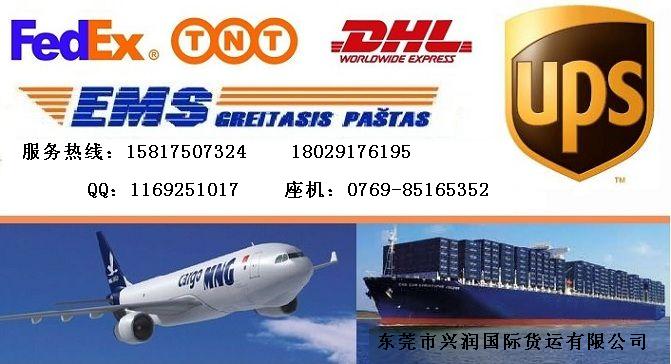 FedEx®
TNT
DHL
WORLDWIDE EXPRESS
ups
TM
EMS GREITASIS PAŠTAS
服务热线：15817507324 18029176195
QQ：1169251017 座机：0769-85165352
cargo MNG
东莞市兴润国际货运有限公司